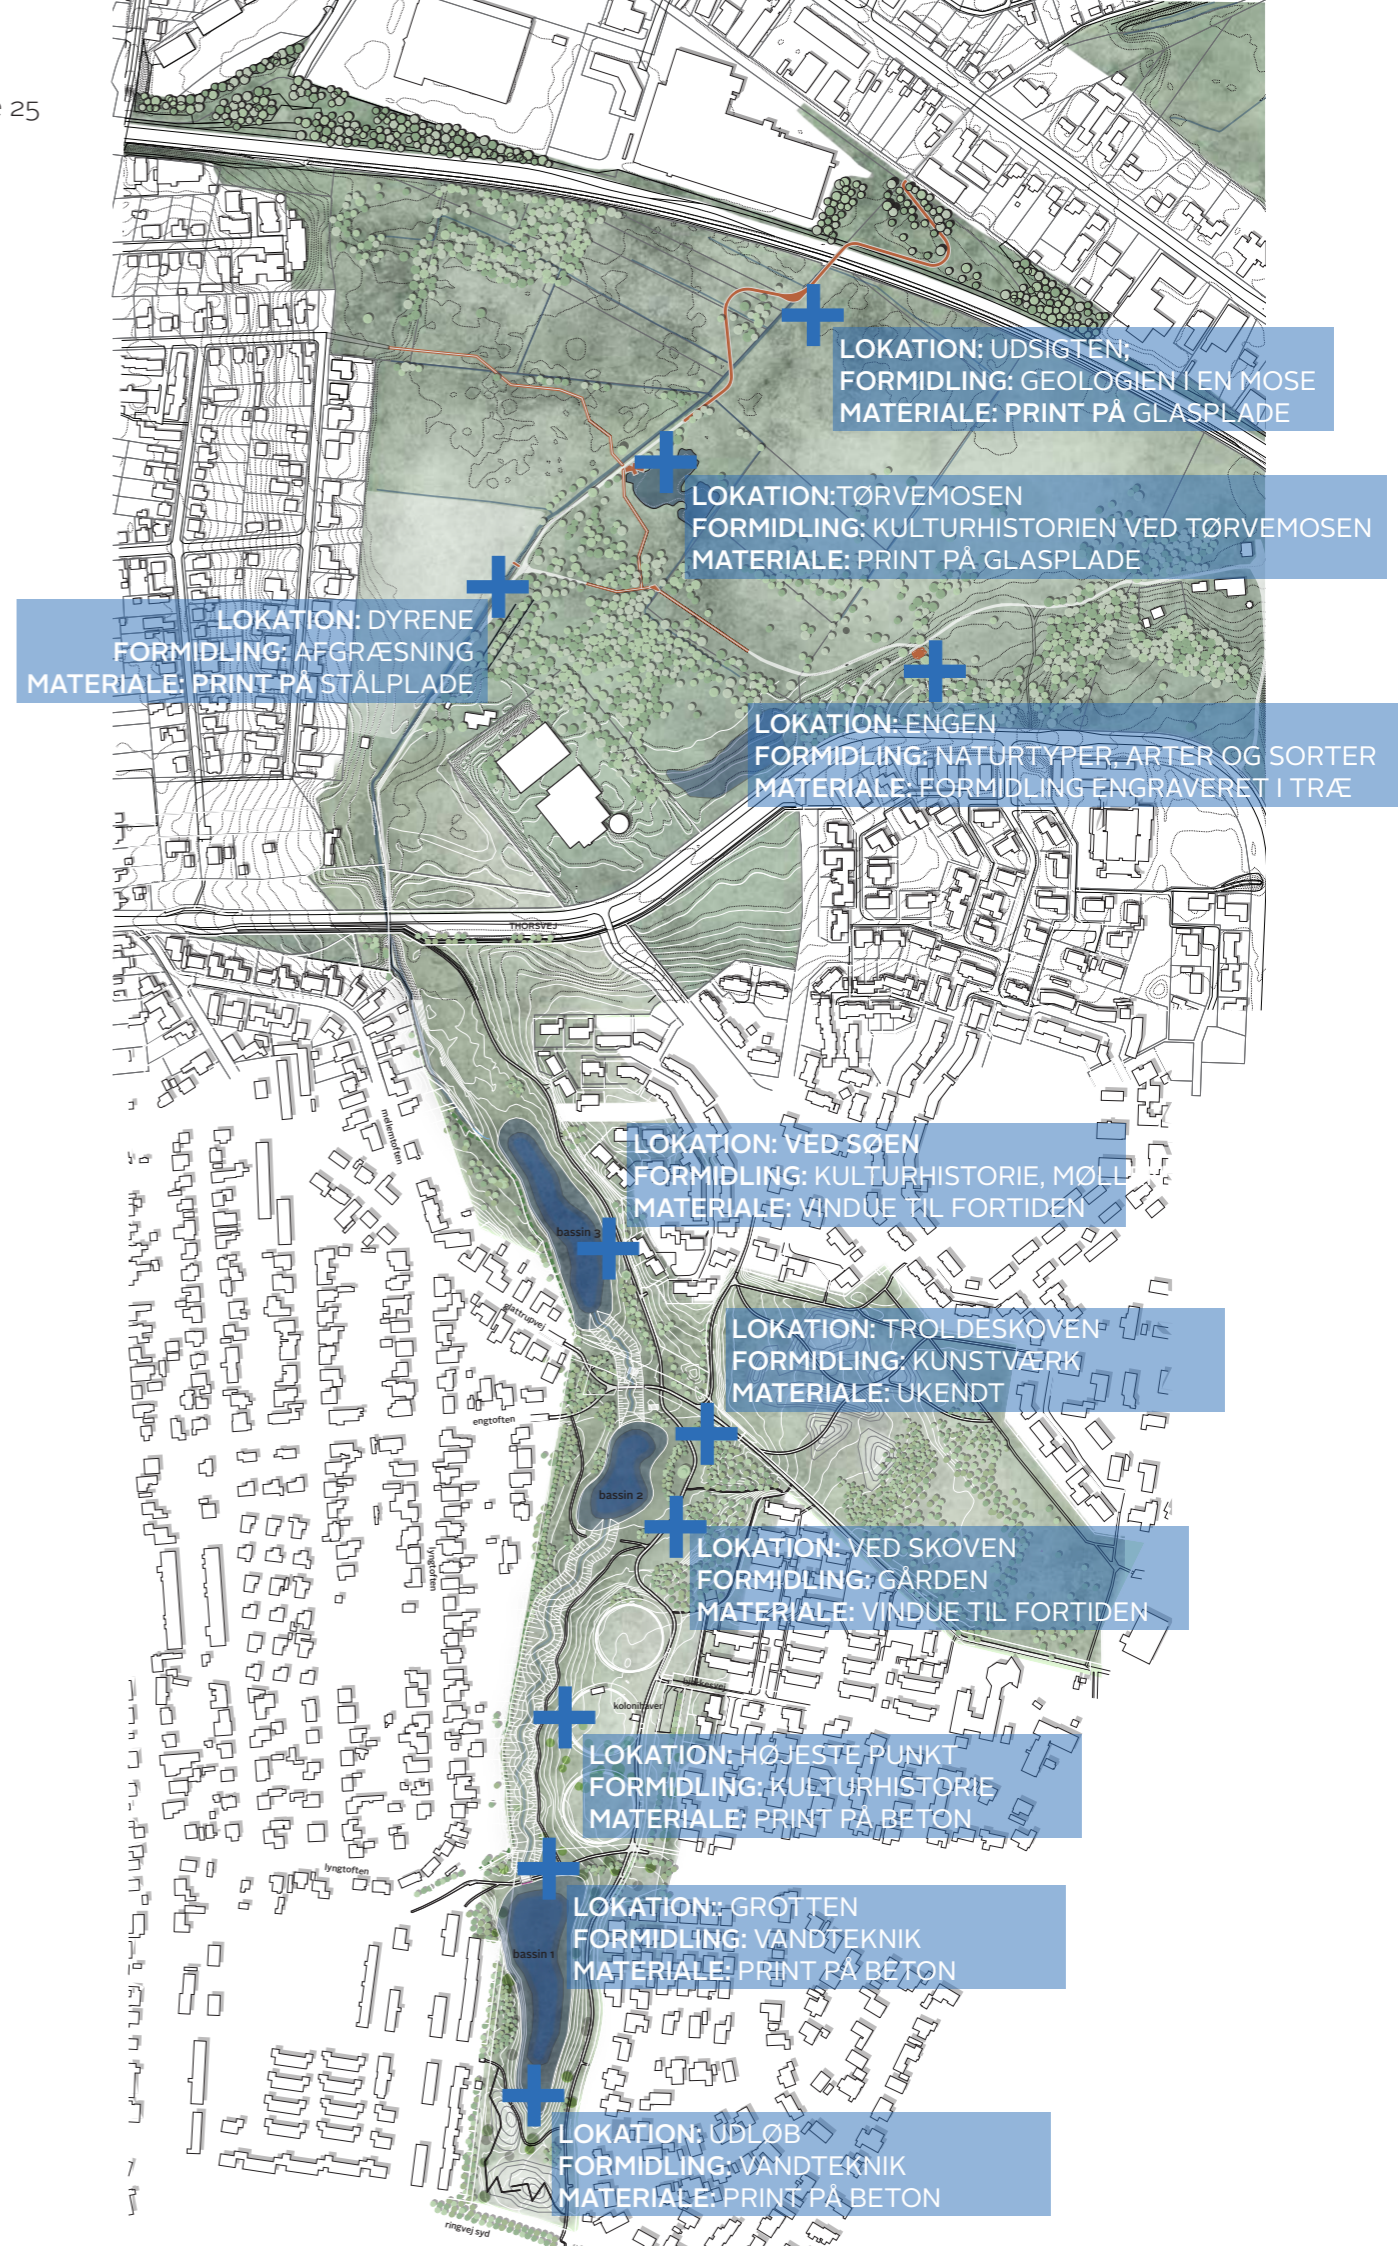 25
LOKATION: UDSIGTEN;
FORMIDLING: GEOLOGIEN I EN MOSE
MATERIALE: PRINT PÅ GLASPLADE
LOKATION:TØRVEMOSEN
FORMIDLING: KULTURHISTORIEN VED TØRVEMOSEN
MATERIALE: PRINT PÅ GLASPLADE
LOKATION: DYRENE
FORMIDLING: AFGRÆSNING
MATERIALE: PRINT PÅ STÅLPLADE
LOKATION: ENGEN
FORMIDLING: NATURTYPER, ARTER OG SORTER
MATERIALE: FORMIDLING ENGRAVERET I TRÆ
THORSVEJ
møllemtoften
LOKATION: VED SØEN
FORMIDLING: KULTURHISTORIE, MØLL
MATERIALE: VINDUE TIL FORTIDEN
bassin 3
glattrupvej
LOKATION: TROLDESKOVEN
FORMIDLING: KUNSTVÆRK
MATERIALE: UKENDT
engtoften
bassin 2
LOKATION: VED SKOVEN
FORMIDLING: GÅRDEN
MATERIALE: VINDUE TIL FORTIDEN
lyngtoften
kolonihaver
LOKATION: HØJESTE PUNKT
FORMIDLING: KULTURHISTORIE
MATERIALE: PRINT PÅ BETON
lyngtoften
LOKATION:: GROTTEN
FORMIDLING: VANDTEKNIK
MATERIALE: PRINT PÅ BETON
bassin 1
LOKATION: UDLØB
FORMIDLING: VANDTEKNIK
MATERIALE: PRINT PÅ BETON
ringvej syd